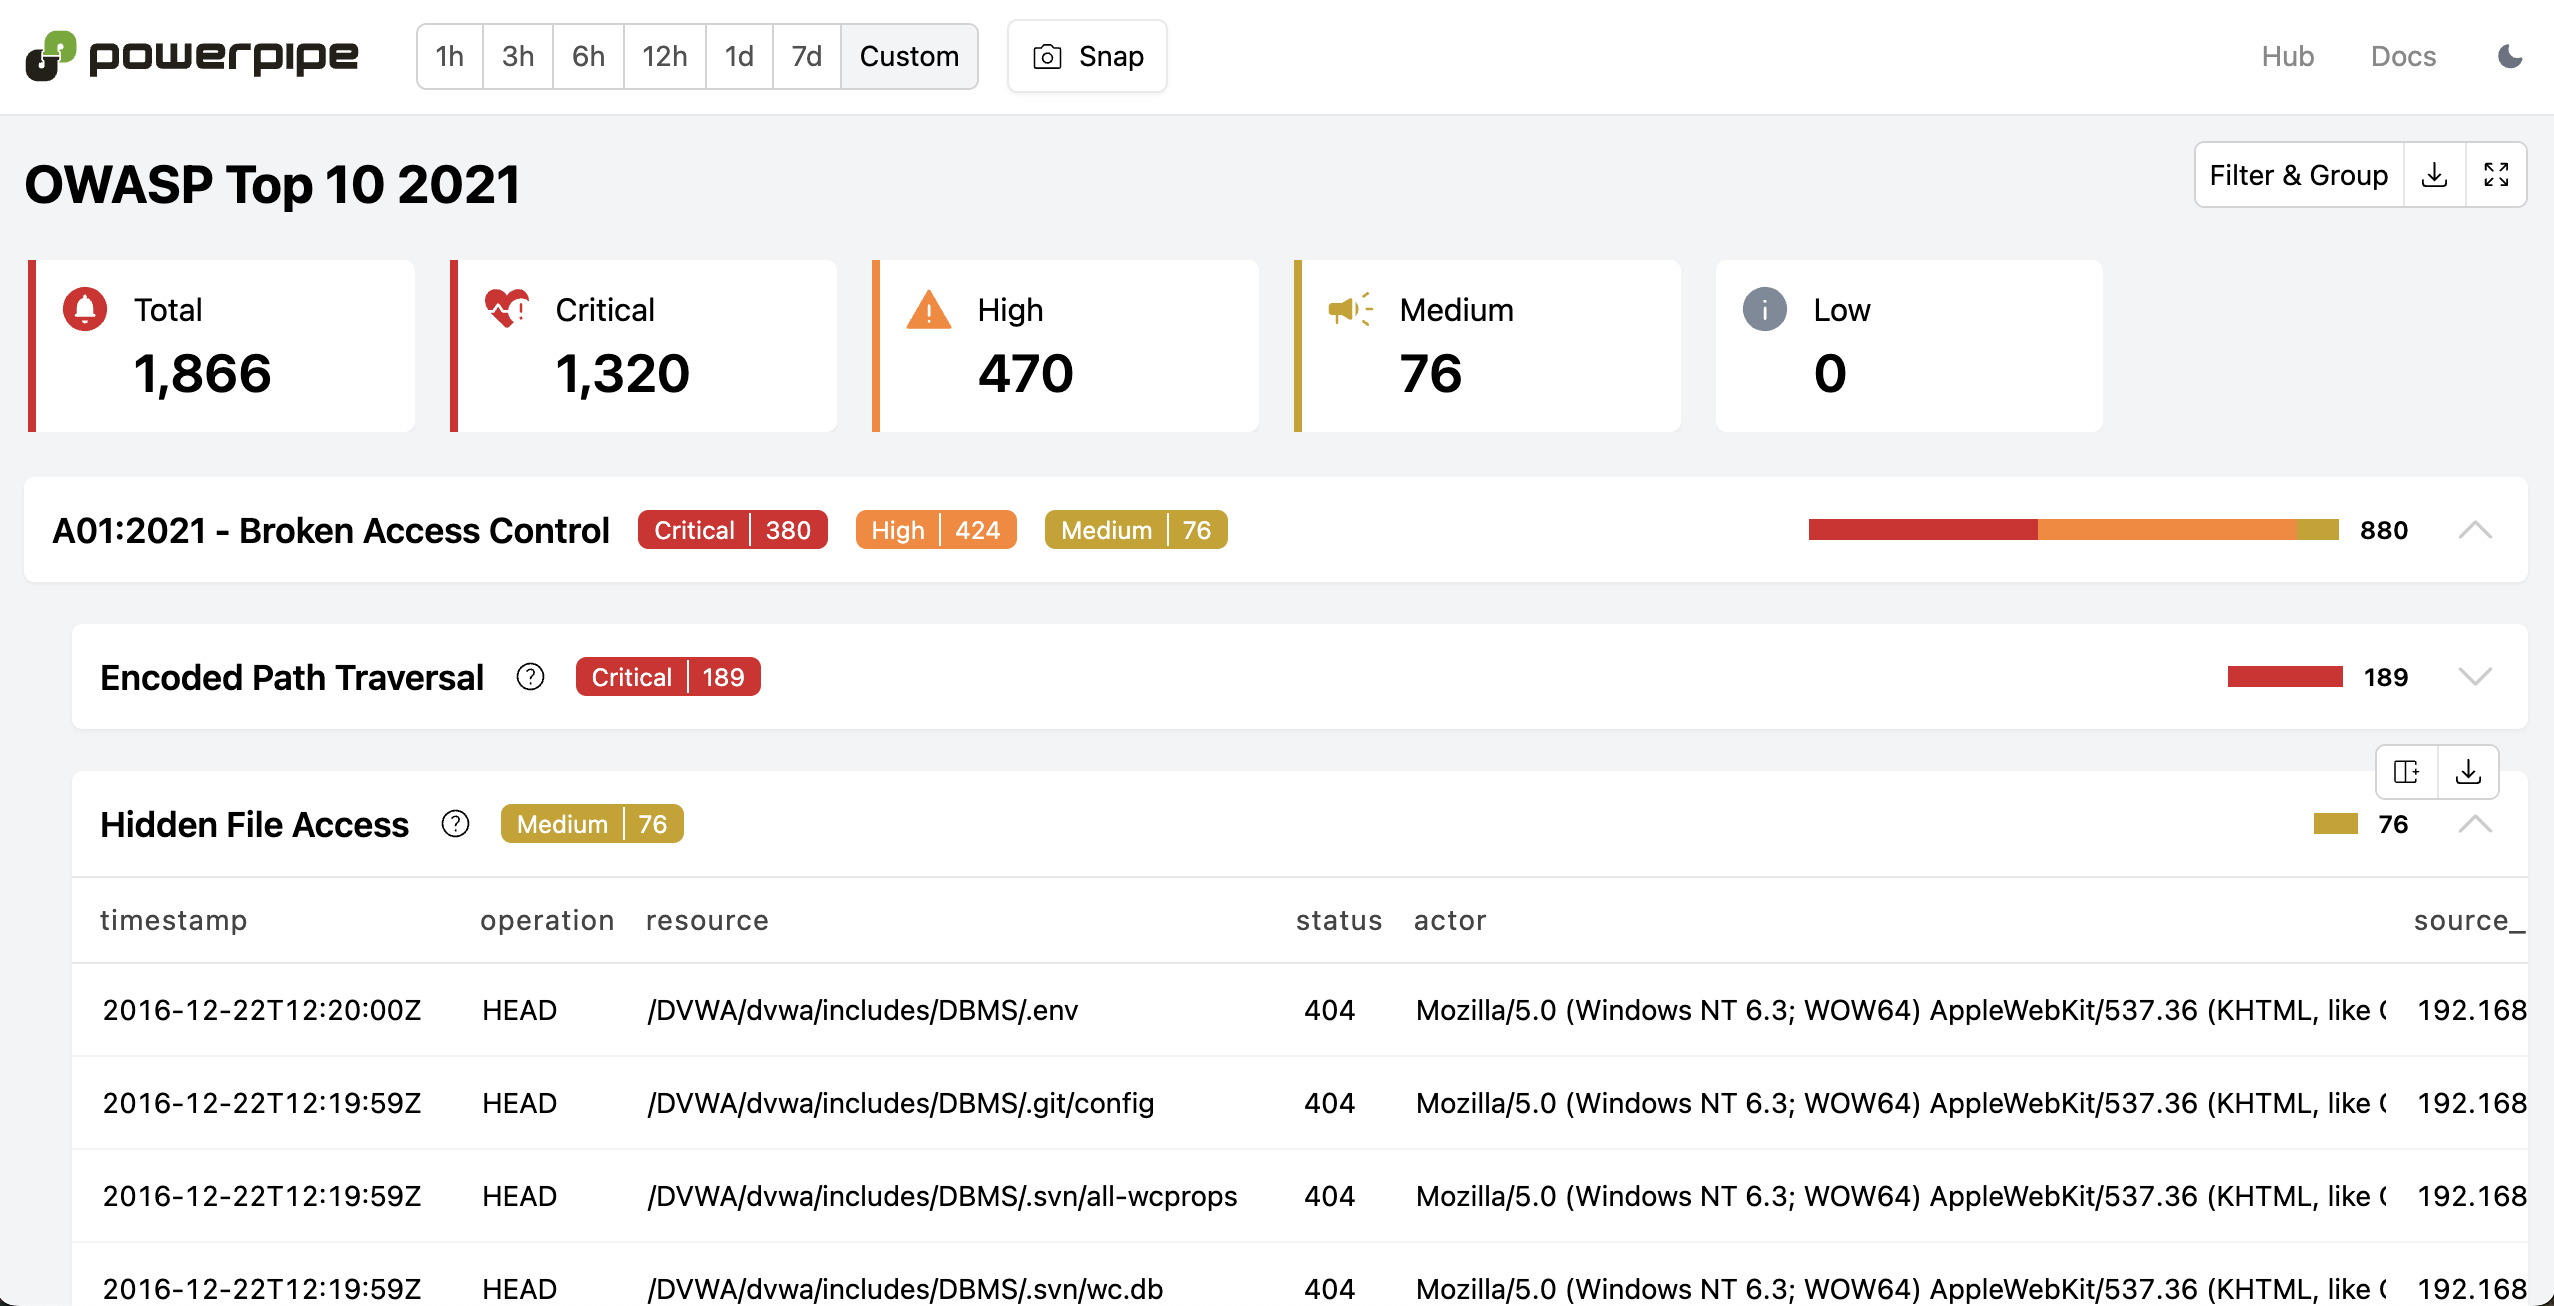 powerpipe 1h 3h 6h 12h 1d 7d Custom Snap Hub Docs
OWASP Top 10 2021 Filter & Group
Total Critical High Medium Low
1,866 1,320 470 76 0
A01:2021 - Broken Access Control Critical 380 High 424 Medium 76 880
Encoded Path Traversal Critical 189 189
Hidden File Access Medium 76 76
timestamp operation resource status actor source_
2016-12-22T12:20:00Z HEAD /DVWA/dvwa/includes/DBMS/.env 404 Mozilla/5.0 (Windows NT 6.3; WOW64) AppleWebKit/537.36 (KHTML, like 192.168
2016-12-22T12:19:59Z HEAD /DVWA/dvwa/includes/DBMS/.git/config 404 Mozilla/5.0 (Windows NT 6.3; WOW64) AppleWebKit/537.36 (KHTML, like 192.168
2016-12-22T12:19:59Z HEAD /DVWA/dvwa/includes/DBMS/.svn/all-wcprops 404 Mozilla/5.0 (Windows NT 6.3; WOW64) AppleWebKit/537.36 (KHTML, like 192.168
2016-12-22T12:19:59Z HEAD /DVWA/dvwa/includes/DBMS/.svn/wc.db 404 Mozilla/5.0 (Windows NT 6.3; WOW64) AppleWebKit/537.36 (KHTML, like 192.168